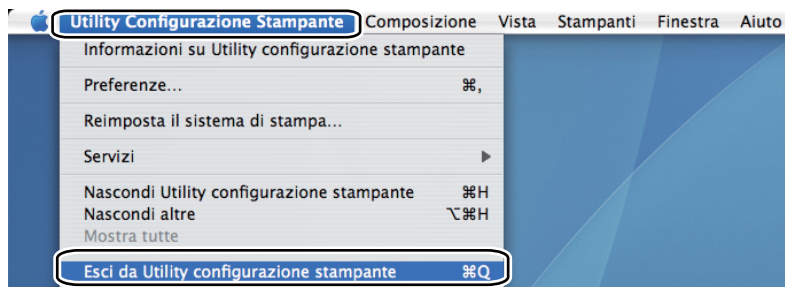 Utility Configurazione Stampante Composizione Vista Stampanti Finestra Aiuto
Informazioni su Utility configurazione stampante
Preferenze... ⌘,
Reimposta il sistema di stampa...
Servizi
Nascondi Utility configurazione stampante ⌘H
Nascondi altre ⌥⌘H
Mostra tutte
Esci da Utility configurazione stampante ⌘Q